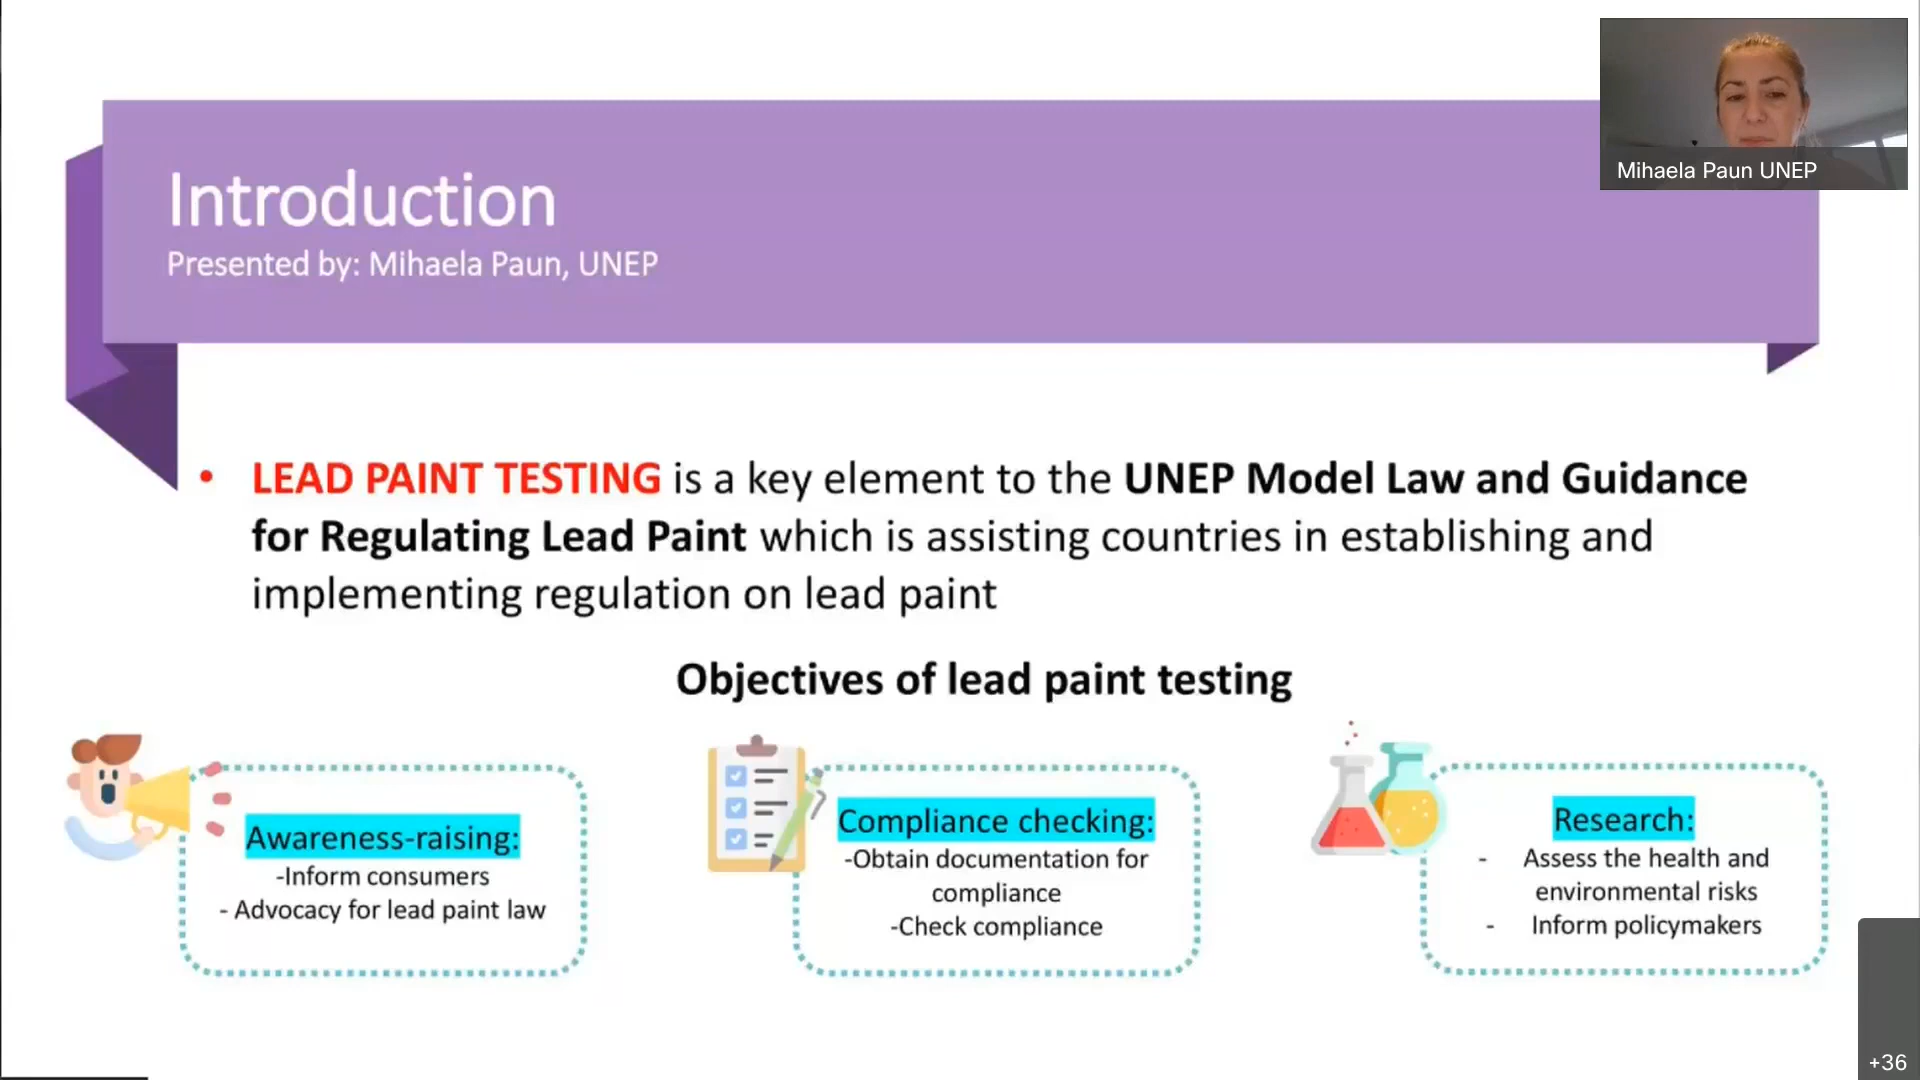 Mihaela Paun UNEP
Introduction
Presented by: Mihaela Paun, UNEP
• LEAD PAINT TESTING is a key element to the UNEP Model Law and Guidance
for Regulating Lead Paint which is assisting countries in establishing and
implementing regulation on lead paint
Objectives of lead paint testing
Awareness-raising:
-Inform consumers
- Advocacy for lead paint law
Compliance checking:
-Obtain documentation for
compliance
-Check compliance
Research:
- Assess the health and
environmental risks
- Inform policymakers
+36